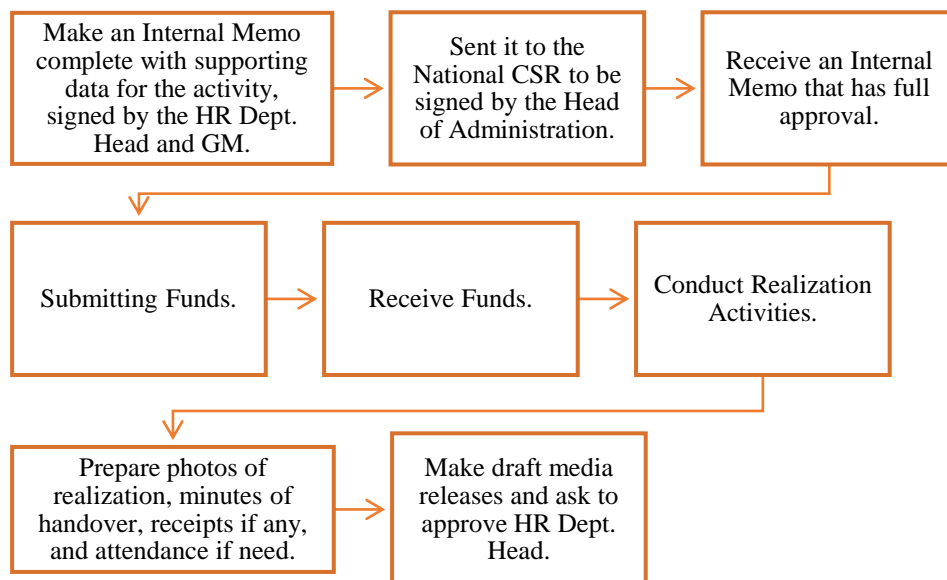 Make an Internal Memo
complete with supporting
data for the activity,
signed by the HR Dept.
Head and GM.
Sent it to the
National CSR to be
signed by the Head
of Administration.
Receive an Internal
Memo that has full
approval.
Submitting Funds.
Receive Funds.
Conduct Realization
Activities.
Prepare photos of
realization, minutes of
handover, receipts if any,
and attendance if need.
Make draft media
releases and ask to
approve HR Dept.
Head.